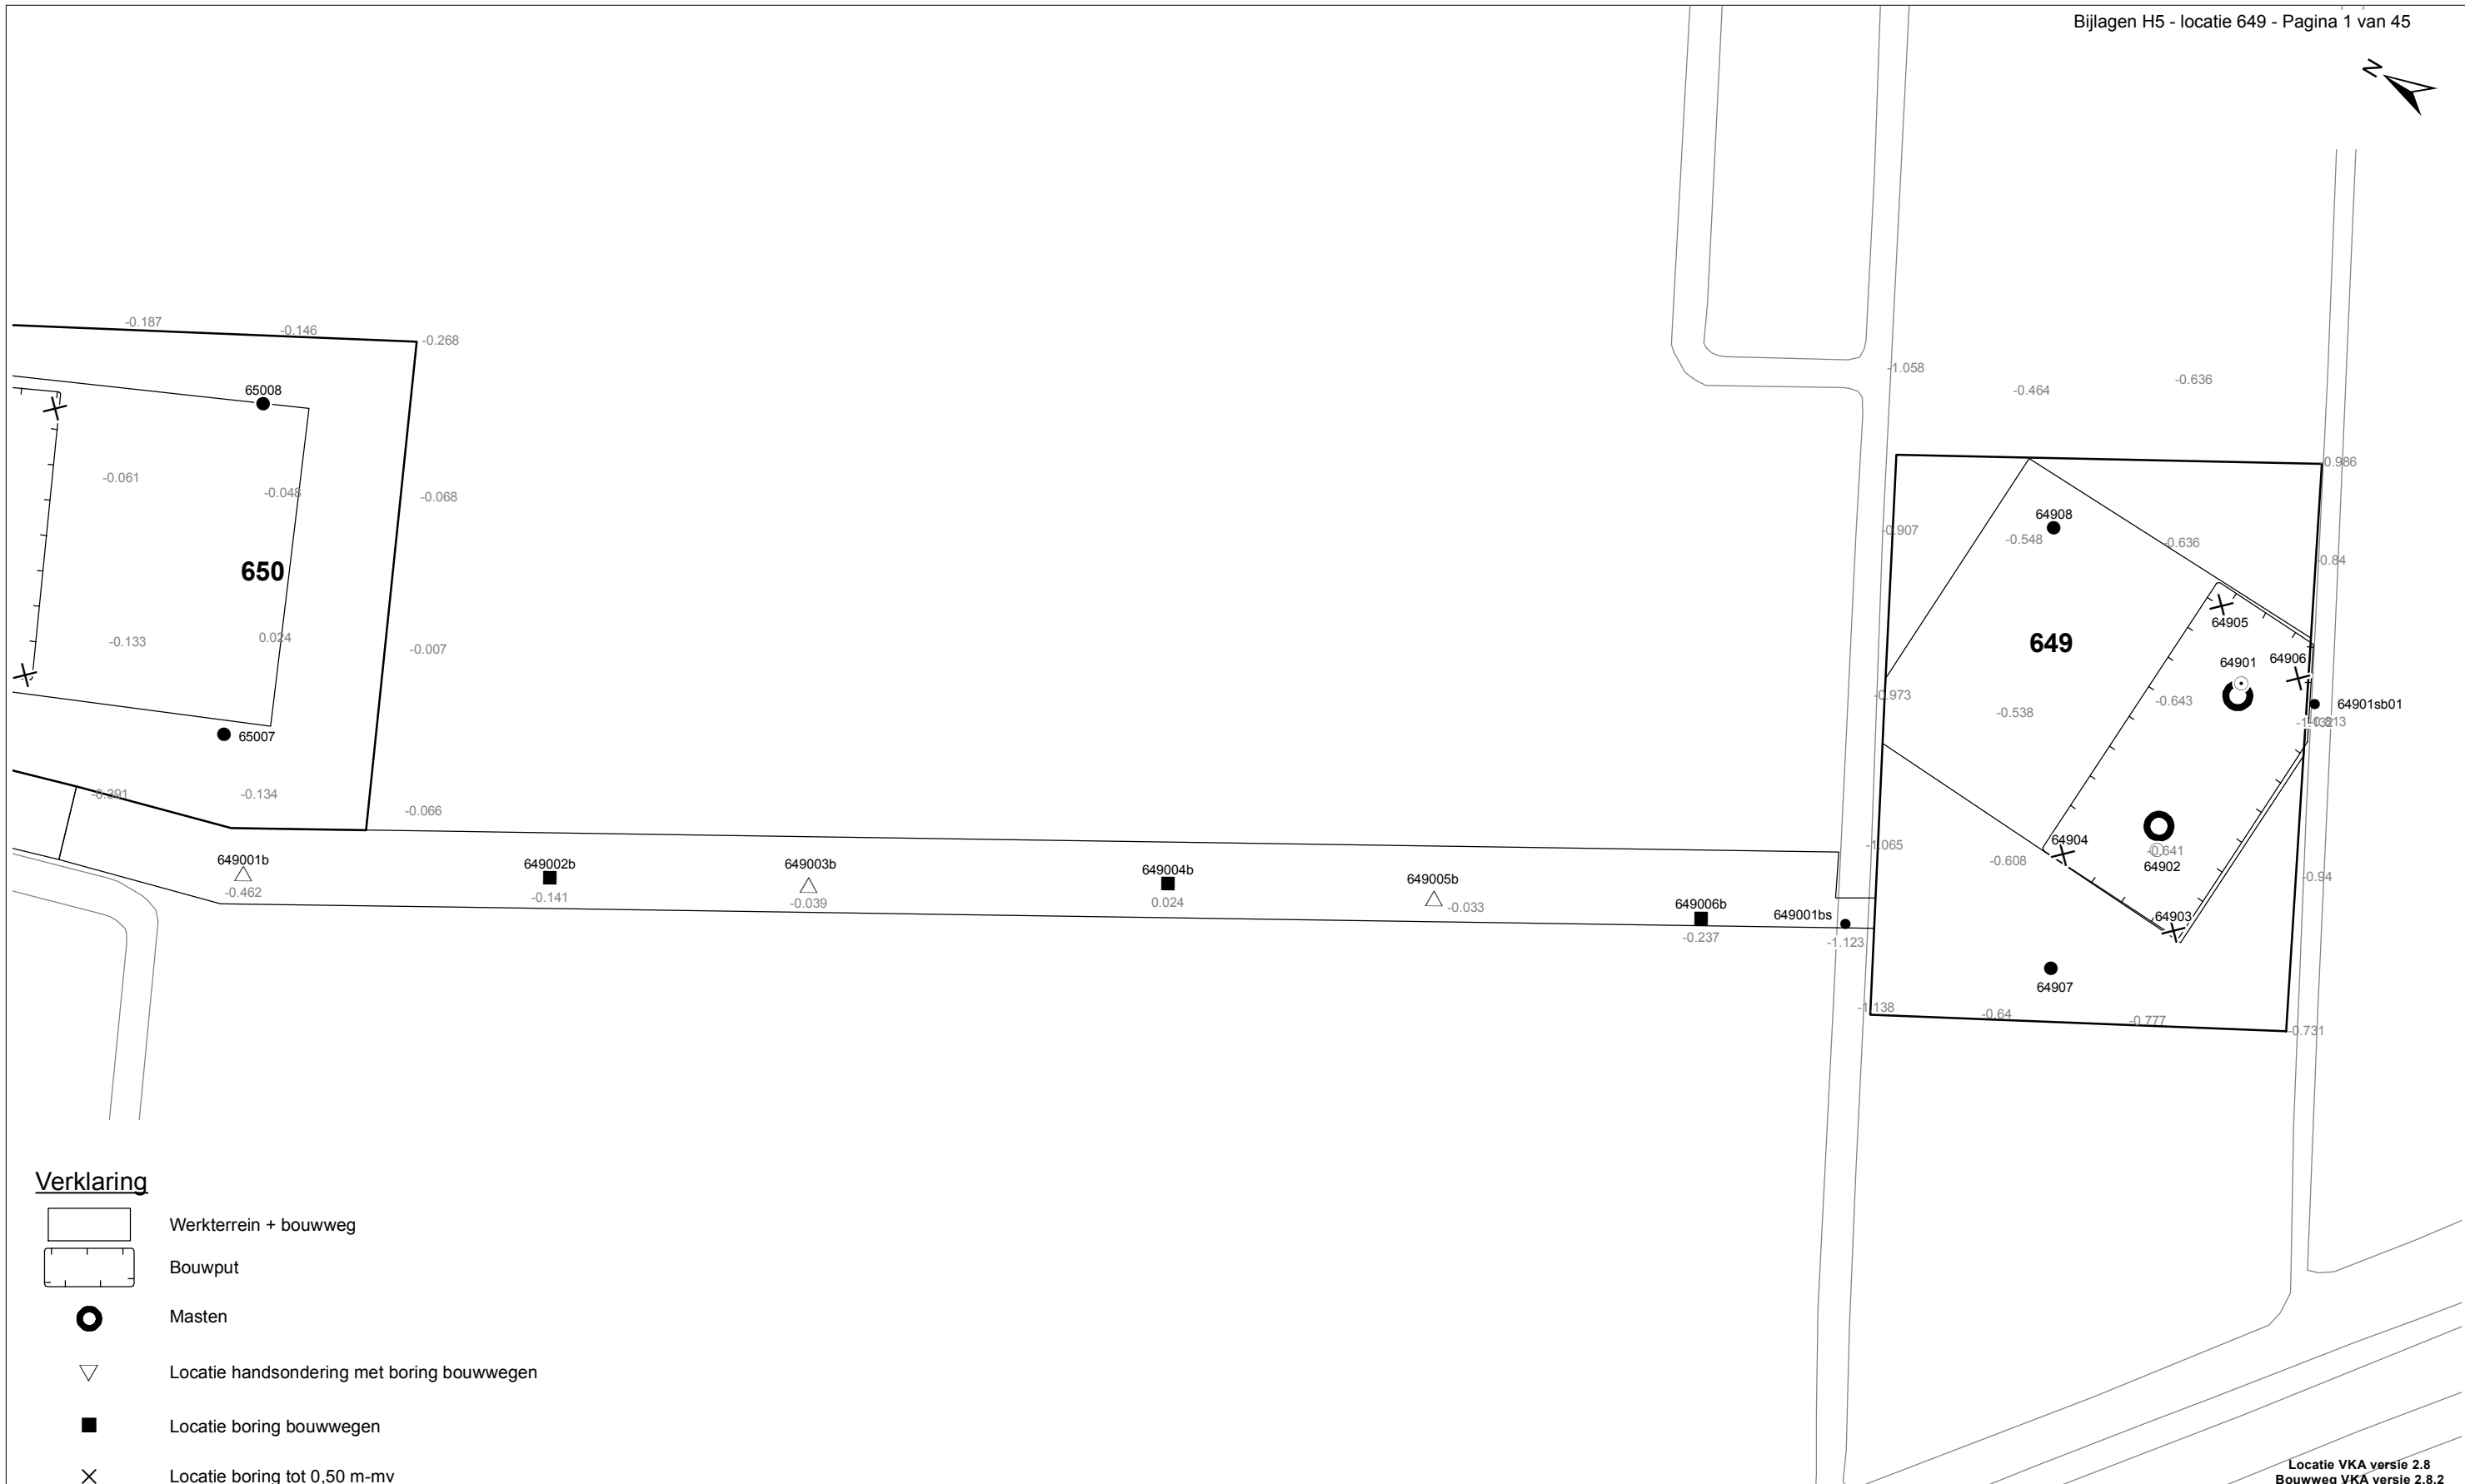 Bijlagen H5 - locatie 649 - Pagina 1 van 45
N
-0.187
-0.146
-0.268
65008
-0.061
-0.048
-0.068
650
-0.133
0.024
-0.007
65007
-0.391
-0.134
-0.066
649001b
-0.462
649002b
-0.141
649003b
-0.039
649004b
0.024
649005b
-0.033
649006b
-0.237
649001bs
-1.123
-1.058
-0.464
-0.636
-0.986
64908
-0.907
-0.548
-0.636
-0.84
64905
649
64901
64906
-0.973
-0.538
-0.643
64901sb01
-1.065
64904
-0.608
-0.641
64902
-0.94
64903
64907
-1.138
-0.64
-0.777
-0.731
Verklaring
Werkterrein + bouwweg
Bouwput
Masten
Locatie handsondering met boring bouwwegen
Locatie boring bouwwegen
Locatie boring tot 0,50 m-mv
Locatie VKA versie 2.8
Bouwweg VKA versie 2.8.2